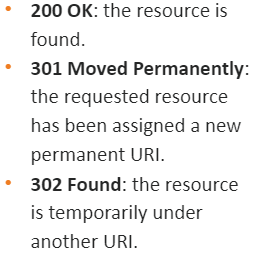 • 200 OK: the resource is
found.
• 301 Moved Permanently:
the requested resource
has been assigned a new
permanent URI.
• 302 Found: the resource
is temporarily under
another URI.